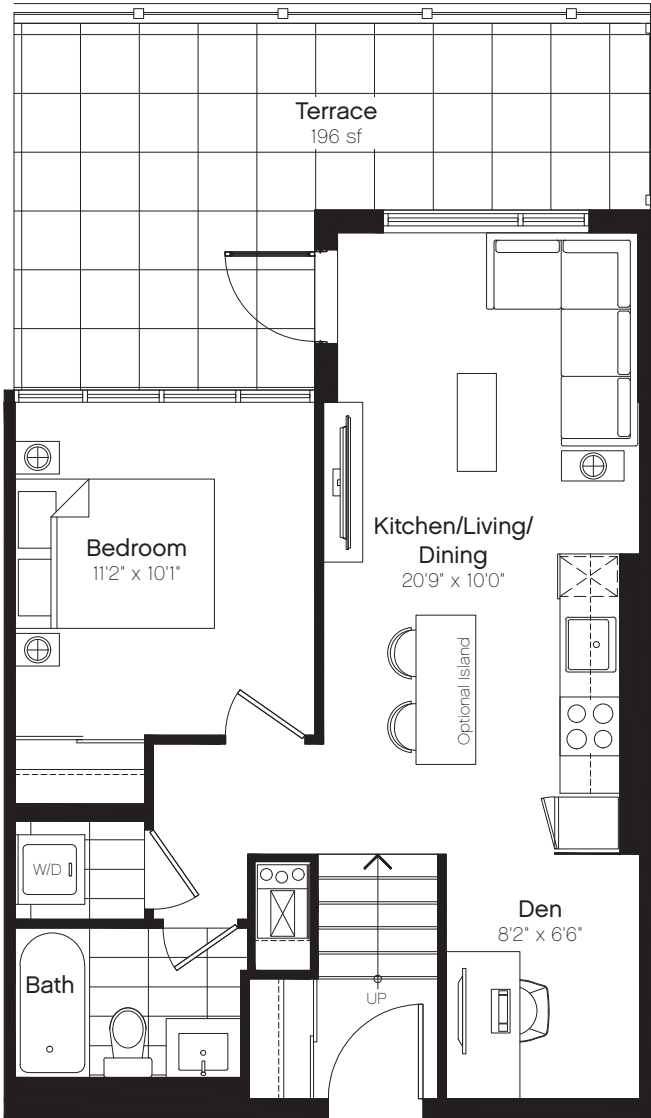 Terrace
196 sf
Bedroom
11'2" x 10'1"
Kitchen/Living/
Dining
20'9" x 10'0"
Optional Island
W/D
Den
8'2" x 6'6"
Bath
UP